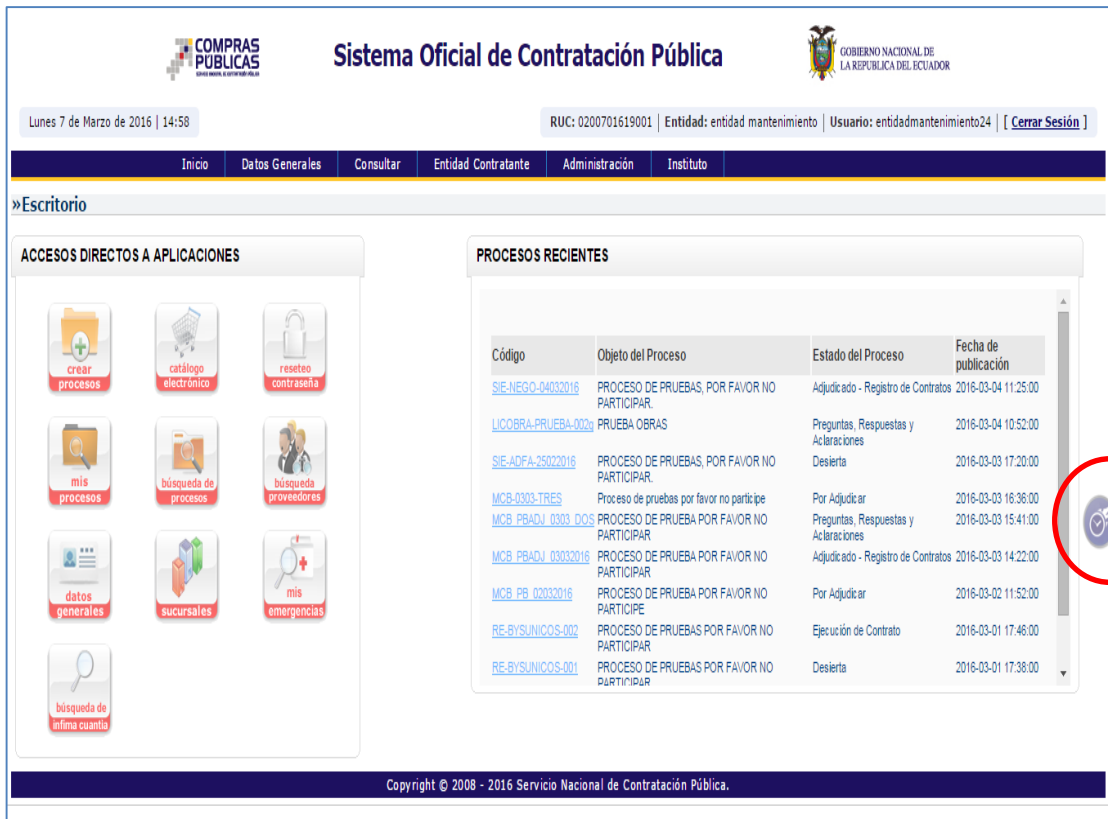 COMPRAS
PÚBLICAS
Sistema Oficial de Contratación Pública
GOBIERNO NACIONAL DE
LA REPUBLICA DEL ECUADOR
Lunes 7 de Marzo de 2016 | 14:58
RUC: 0200701619001 | Entidad: entidad mantenimiento | Usuario: entidadmantenimiento24 | [ Cerrar Sesión ]
Inicio Datos Generales Consultar Entidad Contratante Administración Instituto
»Escritorio
ACCESOS DIRECTOS A APLICACIONES
crear
procesos
catálogo
electrónico
reseteo
contraseña
mis
procesos
búsqueda de
procesos
búsqueda
proveedores
datos
generales
sucursales
mis
emergencias
búsqueda de
infima cuantía
PROCESOS RECIENTES
Código Objeto del Proceso Estado del Proceso Fecha de
publicación
SIE-NEGO-04032016 PROCESO DE PRUEBAS, POR FAVOR NO Adjudicado - Registro de Contratos 2016-03-04 11:25:00
PARTICIPAR.
LICOBRA-PRUEBA-002q PRUEBA OBRAS Preguntas, Respuestas y 2016-03-04 10:52:00
Aclaraciones
SIE-ADFA-25022016 PROCESO DE PRUEBAS, POR FAVOR NO Desierta 2016-03-03 17:20:00
PARTICIPAR.
MCB-0303-TRES Proceso de pruebas por favor no participe Por Adjudicar 2016-03-03 16:36:00
MCB_PBADJ_0303_DOS PROCESO DE PRUEBA POR FAVOR NO Preguntas, Respuestas y 2016-03-03 15:41:00
PARTICIPAR Aclaraciones
MCB_PBADJ_03032016 PROCESO DE PRUEBA POR FAVOR NO Adjudicado - Registro de Contratos 2016-03-03 14:22:00
PARTICIPAR
MCB_PB_02032016 PROCESO DE PRUEBA POR FAVOR NO Por Adjudicar 2016-03-02 11:52:00
PARTICIPE
RE-BYSUNICOS-002 PROCESO DE PRUEBAS POR FAVOR NO Ejecución de Contrato 2016-03-01 17:46:00
PARTICIPAR
RE-BYSUNICOS-001 PROCESO DE PRUEBAS POR FAVOR NO Desierta 2016-03-01 17:38:00
PARTICIPAR
Copyright © 2008 - 2016 Servicio Nacional de Contratación Pública.